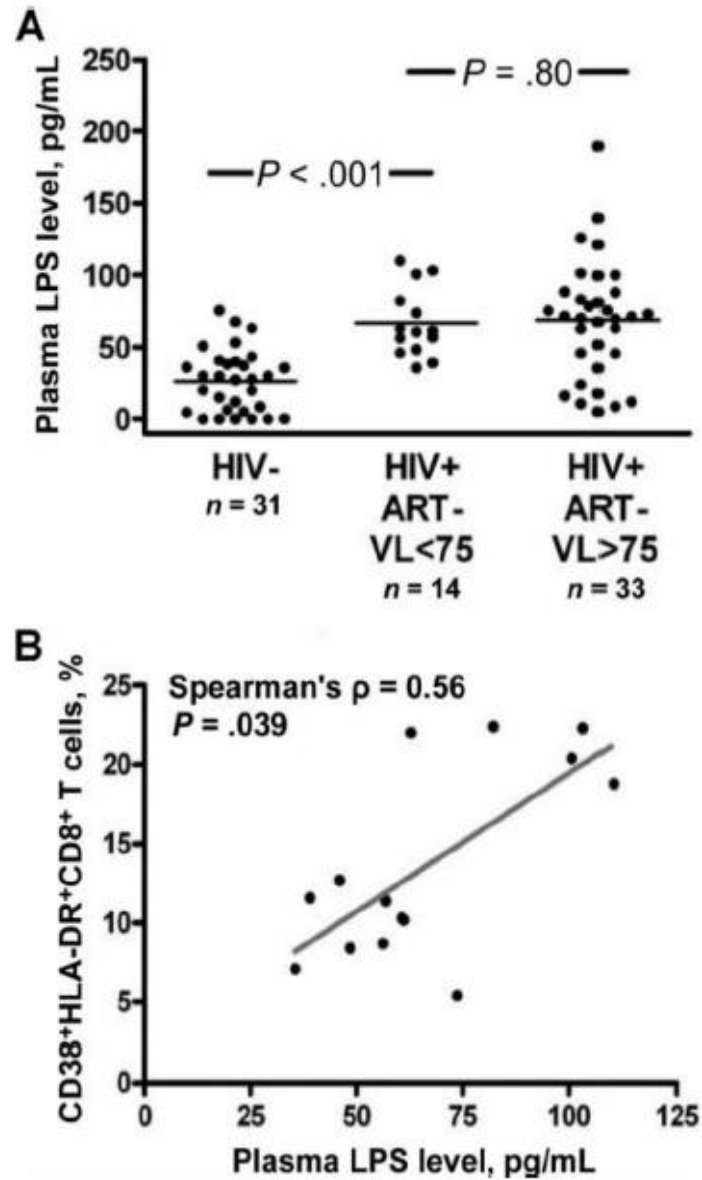 A
Plasma LPS level, pg/mL
250
200
150
100
50
0
P = .80
P < .001
HIV-
n = 31
HIV+
ART-
VL<75
n = 14
HIV+
ART-
VL>75
n = 33
B
CD38+HLA-DR+CD8+ T cells, %
25
20
15
10
5
0
Spearman's ρ = 0.56
P = .039
0 25 50 75 100 125
Plasma LPS level, pg/mL